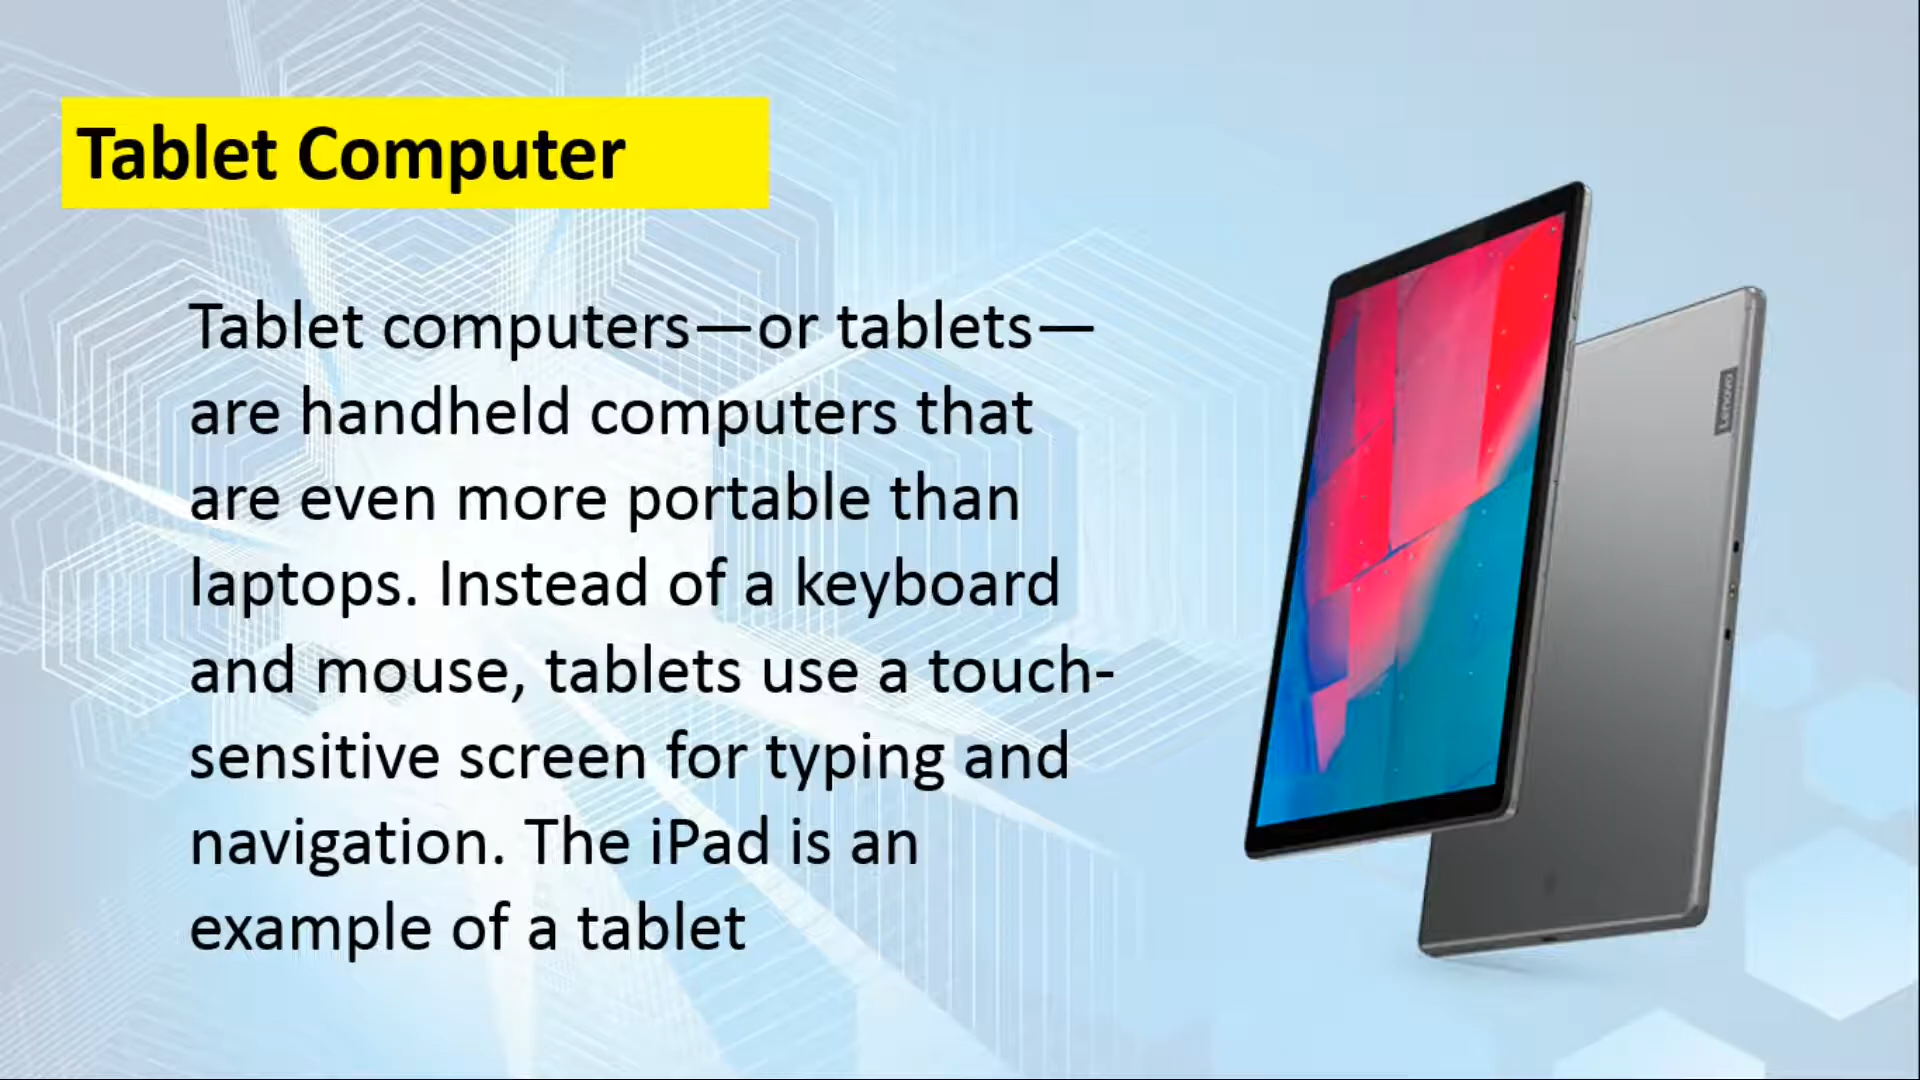 Tablet Computer
Tablet computers—or tablets—
are handheld computers that
are even more portable than
laptops. Instead of a keyboard
and mouse, tablets use a touch-
sensitive screen for typing and
navigation. The iPad is an
example of a tablet
Lenovo